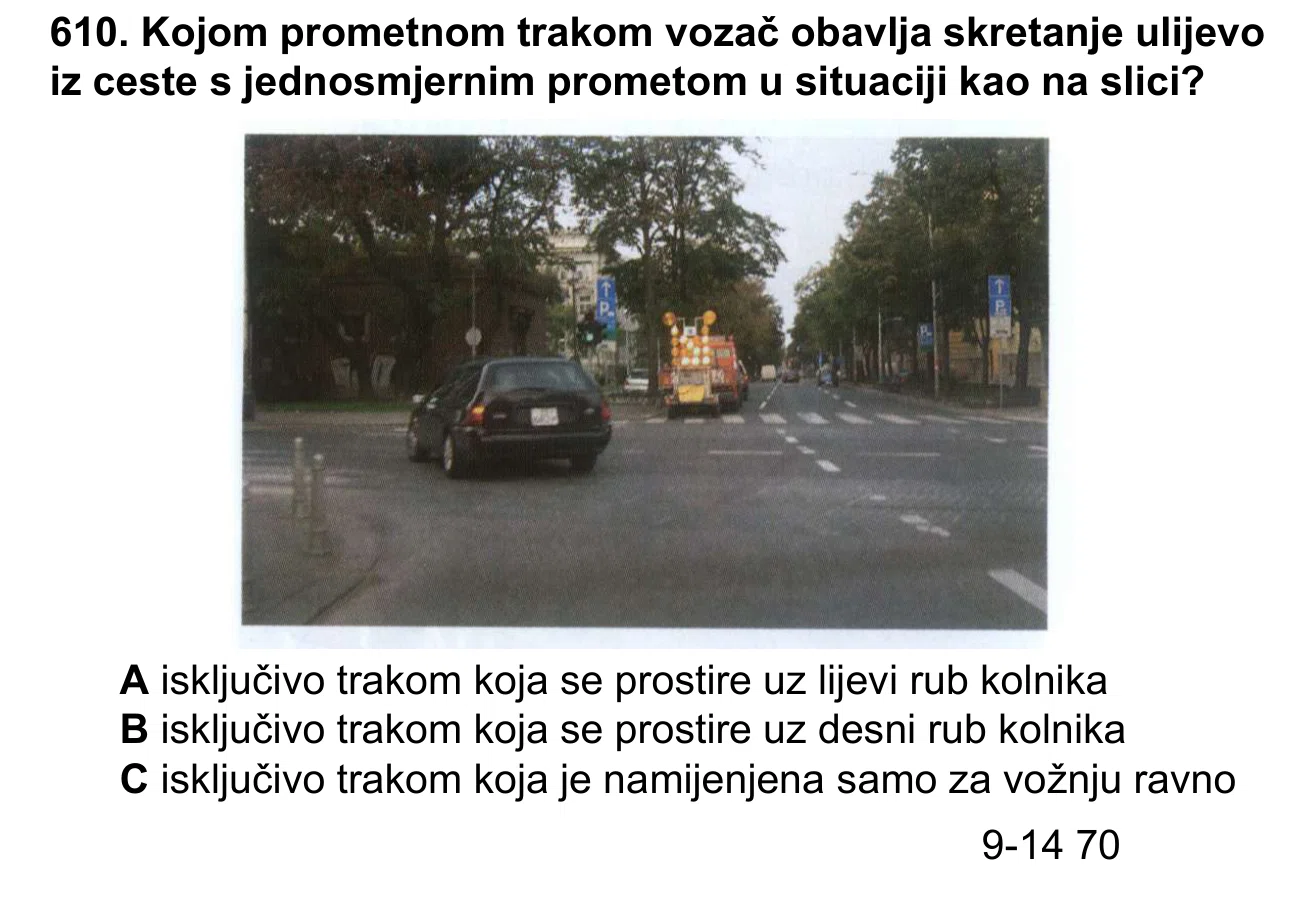 610. Kojom prometnom trakom vozač obavlja skretanje ulijevo
iz ceste s jednosmjernim prometom u situaciji kao na slici?
P
P
P
A isključivo trakom koja se prostire uz lijevi rub kolnika
B isključivo trakom koja se prostire uz desni rub kolnika
C isključivo trakom koja je namijenjena samo za vožnju ravno
9-14 70